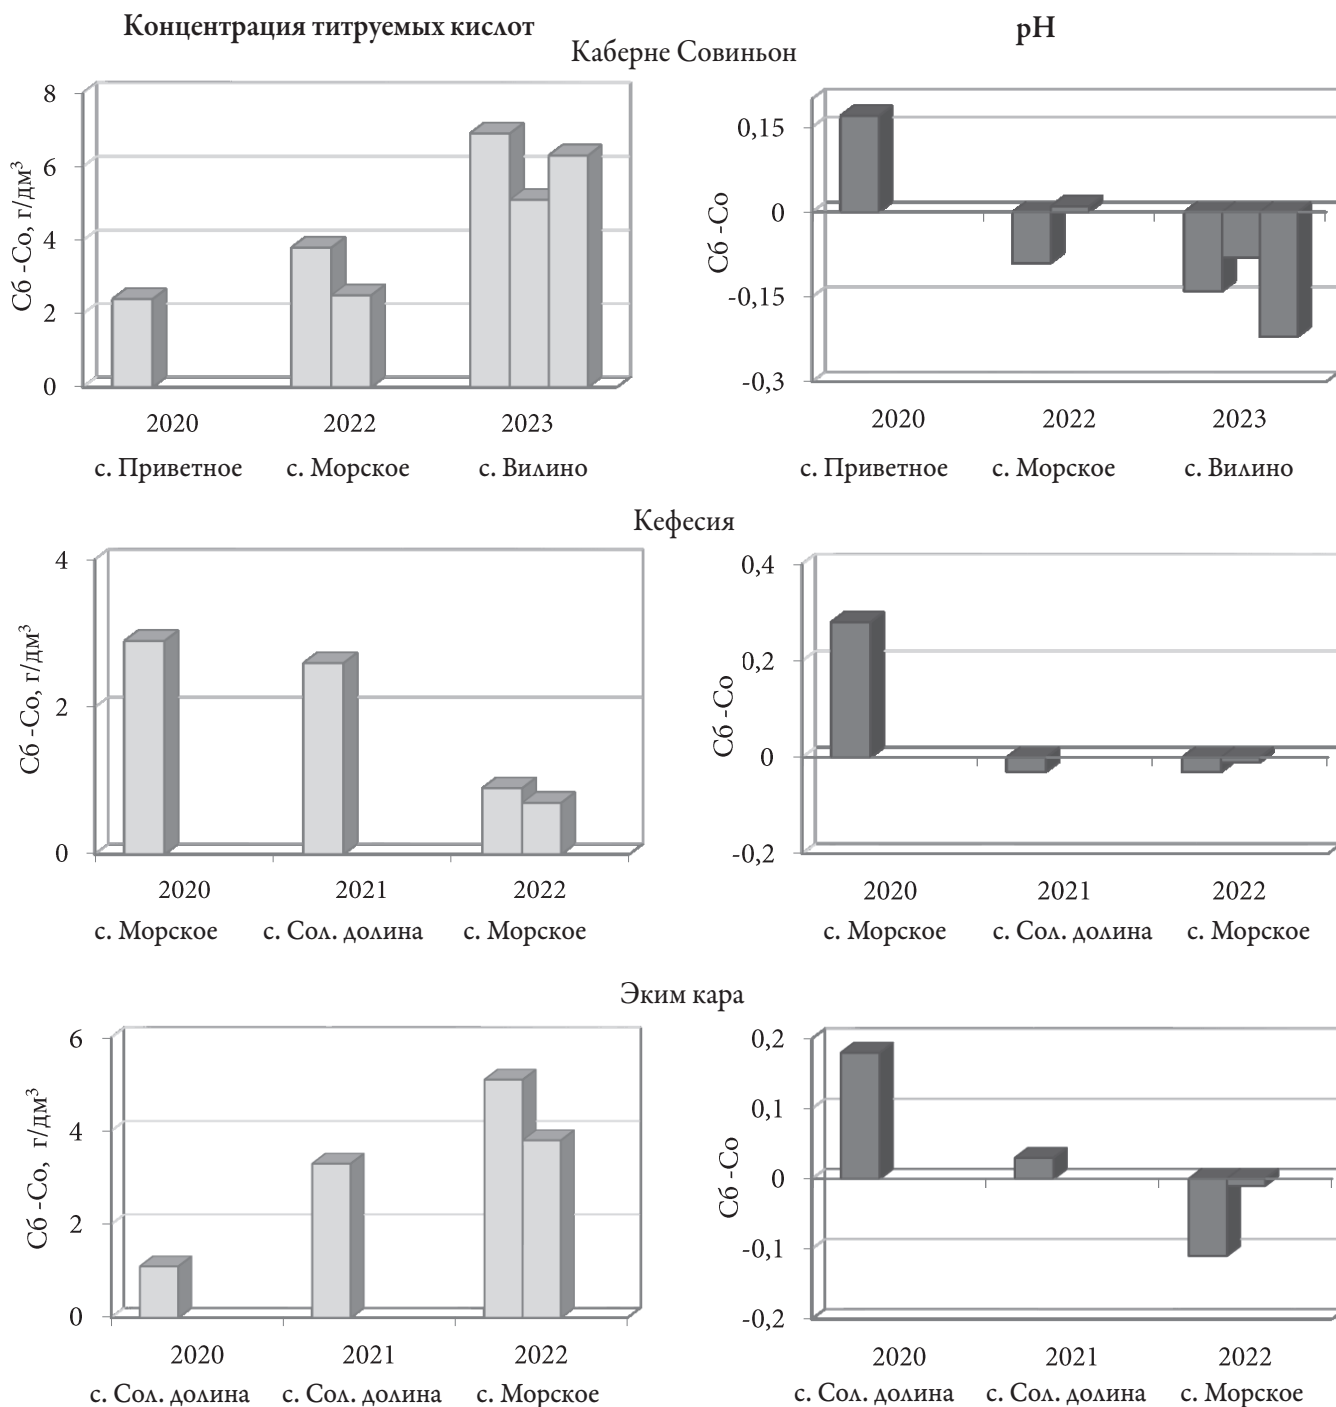 Концентрация титруемых кислот
pH
Каберне Совиньон
Сб -Со, г/дм³
8
6
4
2
0
2020
2022
2023
с. Приветное
с. Морское
с. Вилино
Сб -Со
0,15
0
-0,15
-0,3
2020
2022
2023
с. Приветное
с. Морское
с. Вилино
Кефесия
Сб -Со, г/дм³
4
2
0
2020
2021
2022
с. Морское
с. Сол. долина
с. Морское
Сб -Со
0,4
0,2
0
-0,2
2020
2021
2022
с. Морское
с. Сол. долина
с. Морское
Эким кара
Сб -Со, г/дм³
6
4
2
0
2020
2021
2022
с. Сол. долина
с. Сол. долина
с. Морское
Сб -Со
0,2
0,1
0
-0,1
-0,2
2020
2021
2022
с. Сол. долина
с. Сол. долина
с. Морское